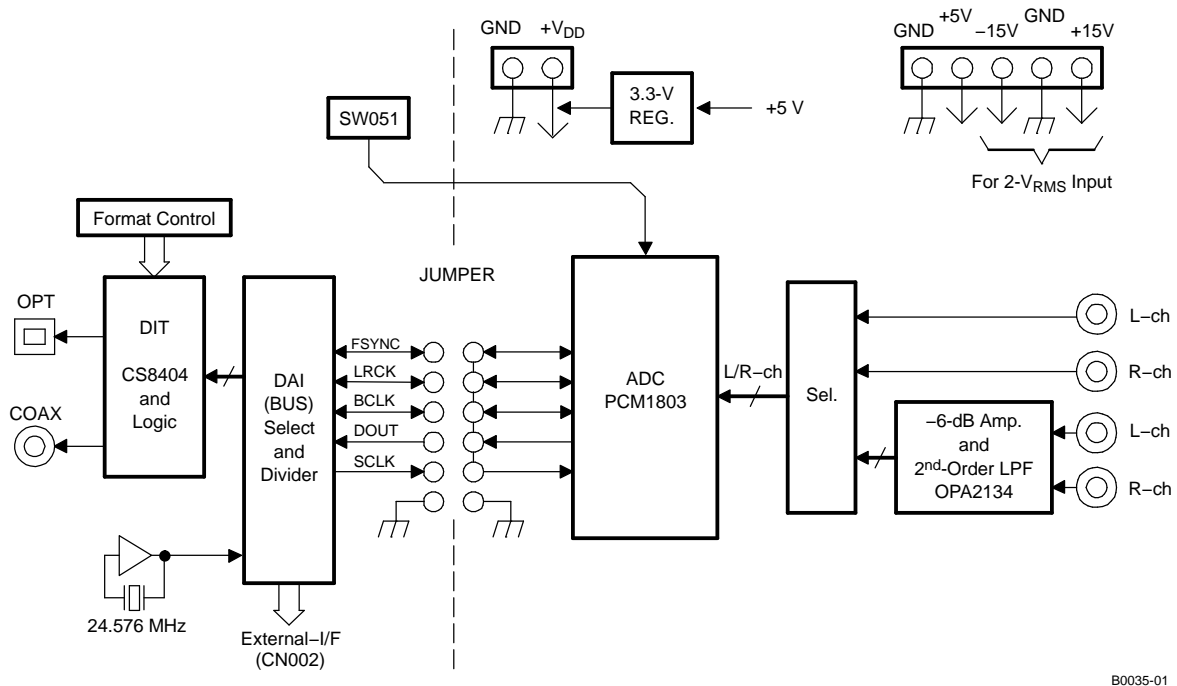 GND +VDD
3.3-V
REG.
+5 V
GND +5V −15V GND +15V
For 2-VRMS Input
SW051
Format Control
JUMPER
OPT
COAX
DIT
CS8404
and
Logic
DAI
(BUS)
Select
and
Divider
FSYNC
LRCK
BCLK
DOUT
SCLK
ADC
PCM1803
L/R-ch
Sel.
L−ch
R−ch
−6-dB Amp.
and
2nd-Order LPF
OPA2134
L−ch
R−ch
24.576 MHz
External−I/F
(CN002)
B0035-01